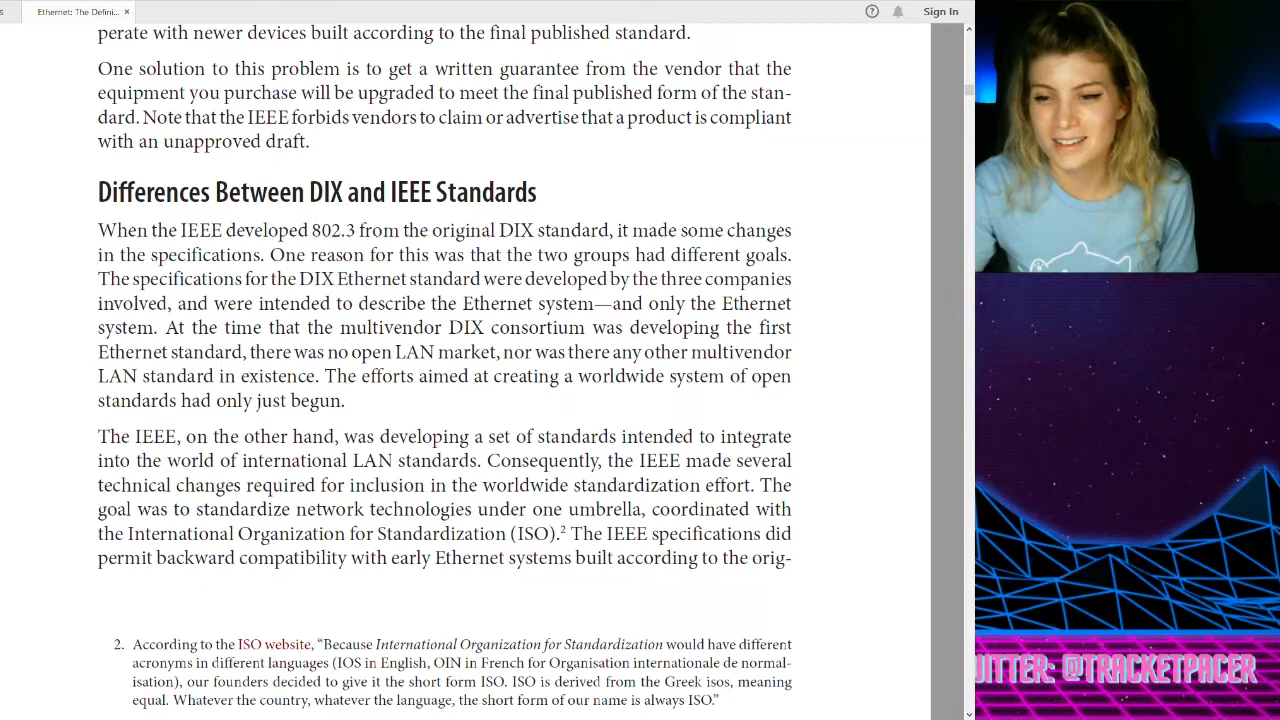 Ethernet: The Defini... ×
Sign In
perate with newer devices built according to the final published standard.
One solution to this problem is to get a written guarantee from the vendor that the
equipment you purchase will be upgraded to meet the final published form of the stan-
dard. Note that the IEEE forbids vendors to claim or advertise that a product is compliant
with an unapproved draft.
Differences Between DIX and IEEE Standards
When the IEEE developed 802.3 from the original DIX standard, it made some changes
in the specifications. One reason for this was that the two groups had different goals.
The specifications for the DIX Ethernet standard were developed by the three companies
involved, and were intended to describe the Ethernet system—and only the Ethernet
system. At the time that the multivendor DIX consortium was developing the first
Ethernet standard, there was no open LAN market, nor was there any other multivendor
LAN standard in existence. The efforts aimed at creating a worldwide system of open
standards had only just begun.
The IEEE, on the other hand, was developing a set of standards intended to integrate
into the world of international LAN standards. Consequently, the IEEE made several
technical changes required for inclusion in the worldwide standardization effort. The
goal was to standardize network technologies under one umbrella, coordinated with
the International Organization for Standardization (ISO).² The IEEE specifications did
permit backward compatibility with early Ethernet systems built according to the orig-
2. According to the ISO website, “Because International Organization for Standardization would have different
acronyms in different languages (IOS in English, OIN in French for Organisation internationale de normal-
isation), our founders decided to give it the short form ISO. ISO is derived from the Greek isos, meaning
equal. Whatever the country, whatever the language, the short form of our name is always ISO.”
ITTER: @TRACKETPACER